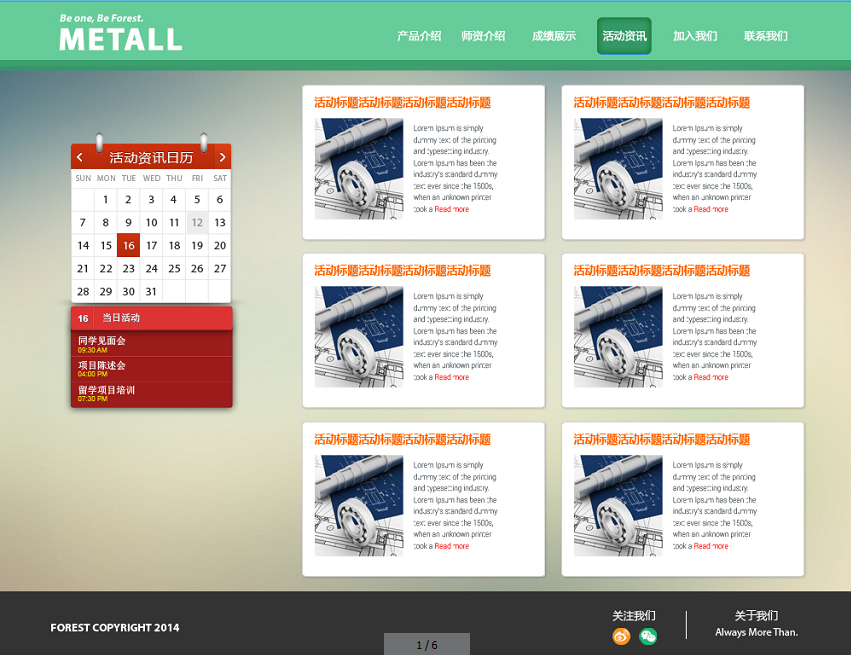 Be one, Be Forest.
METALL
产品介绍 师资介绍 成绩展示 活动资讯 加入我们 联系我们
活动资讯日历
SUN MON TUE WED THU FRI SAT
1 2 3 4 5 6
7 8 9 10 11 12 13
14 15 16 17 18 19 20
21 22 23 24 25 26 27
28 29 30 31
16 当日活动
同学见面会
09:30 AM
项目陈述会
04:00 PM
留学项目培训
07:30 PM
活动标题活动标题活动标题活动标题
Lorem Ipsum is simply
dummy text of the printing
and typesetting industry.
Lorem Ipsum has been the
industry's standard dummy
text ever since the 1500s,
when an unknown printer
took a Read more
活动标题活动标题活动标题活动标题
Lorem Ipsum is simply
dummy text of the printing
and typesetting industry.
Lorem Ipsum has been the
industry's standard dummy
text ever since the 1500s,
when an unknown printer
took a Read more
活动标题活动标题活动标题活动标题
Lorem Ipsum is simply
dummy text of the printing
and typesetting industry.
Lorem Ipsum has been the
industry's standard dummy
text ever since the 1500s,
when an unknown printer
took a Read more
活动标题活动标题活动标题活动标题
Lorem Ipsum is simply
dummy text of the printing
and typesetting industry.
Lorem Ipsum has been the
industry's standard dummy
text ever since the 1500s,
when an unknown printer
took a Read more
活动标题活动标题活动标题活动标题
Lorem Ipsum is simply
dummy text of the printing
and typesetting industry.
Lorem Ipsum has been the
industry's standard dummy
text ever since the 1500s,
when an unknown printer
took a Read more
活动标题活动标题活动标题活动标题
Lorem Ipsum is simply
dummy text of the printing
and typesetting industry.
Lorem Ipsum has been the
industry's standard dummy
text ever since the 1500s,
when an unknown printer
took a Read more
FOREST COPYRIGHT 2014
关注我们
关于我们
Always More Than.
1 / 6